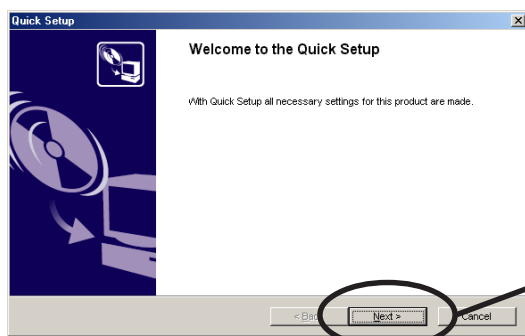 Quick Setup
Welcome to the Quick Setup
With Quick Setup all necessary settings for this product are made.
Next >
Cancel